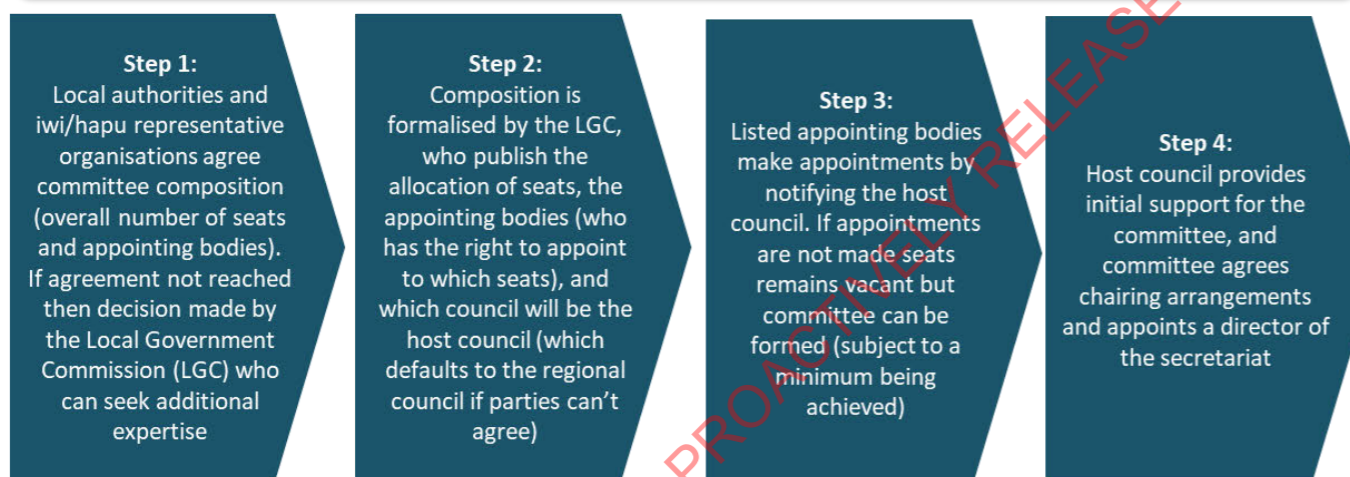 Step 1:
Local authorities and
iwi/hapu representative
organisations agree
committee composition
(overall number of seats
and appointing bodies).
If agreement not reached
then decision made by
the Local Government
Commission (LGC) who
can seek additional
expertise
Step 2:
Composition is
formalised by the LGC,
who publish the
allocation of seats, the
appointing bodies (who
has the right to appoint
to which seats), and
which council will be the
host council (which
defaults to the regional
council if parties can't
agree)
Step 3:
Listed appointing bodies
make appointments by
notifying the host
council. If appointments
are not made seats
remains vacant but
committee can be
formed (subject to a
minimum being
achieved)
Step 4:
Host council provides
initial support for the
committee, and
committee agrees
chairing arrangements
and appoints a director of
the secretariat
PROACTIVELY RELEASE